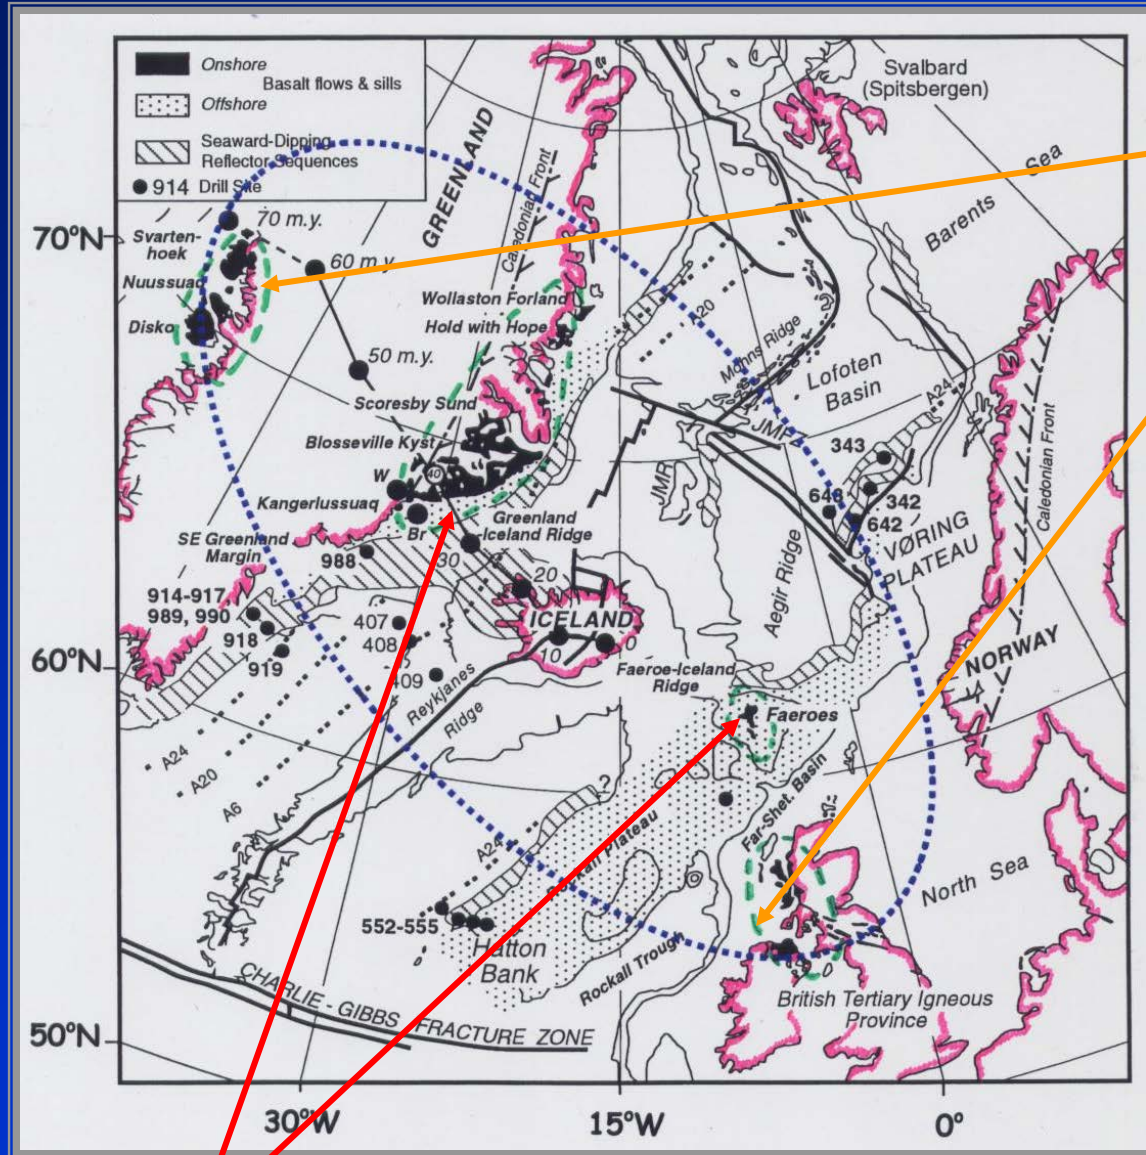 Onshore
Basalt flows & sills
Offshore
Seaward-Dipping
Reflector Sequences
914 Drill Site
Svalbard
(Spitsbergen)
GREENLAND
Caledonian Front
Barents Sea
70°N
70 m.y.
Svarten-
hoek
60 m.y.
Nuussuaq
Wollaston Forland
Disko
Hold with Hope
A20
50 m.y.
Mohns Ridge
Lofoten
Basin
Scoresby Sund
A24
JMF
Blosseville Kyst
343
Caledonian Front
W
40
JMR
342
Kangerlussuaq
643
642
Greenland
-Iceland Ridge
VØRING
PLATEAU
SE Greenland
Margin
Br
988
30
20
Aegir Ridge
914-917
989, 990
407
ICELAND
918
408
10
0
NORWAY
919
Faeroe-Iceland
Ridge
60°N
409
Reykjanes
Ridge
Faeroes
A24
A20
A6
?
Far-Shet. Basin
Rockall Plateau
A24
North Sea
552-555
Hatton
Bank
Rockall Trough
CHARLIE-GIBBS FRACTURE ZONE
British Tertiary Igneous
Province
50°N
30°W
15°W
0°